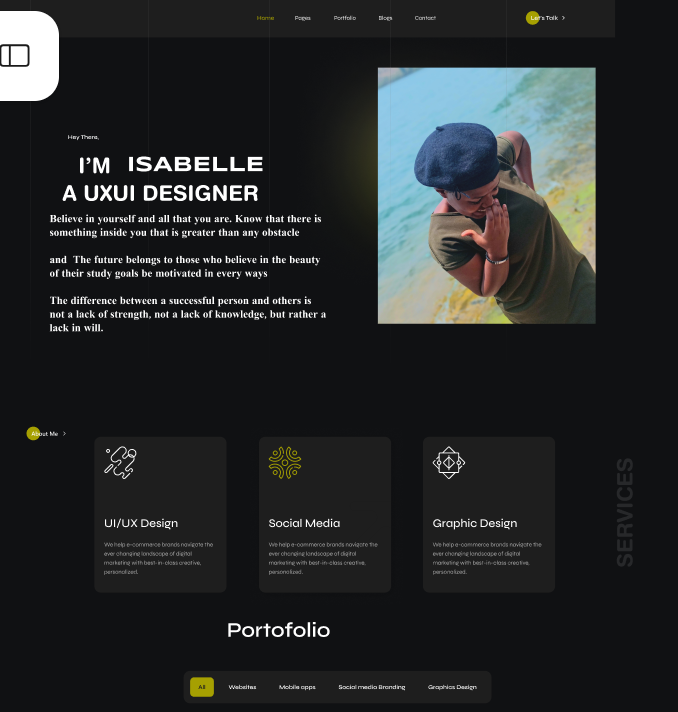 Home Pages Portfolio Blogs Contact Let's Talk
Hey There,
I'M ISABELLE
A UXUI DESIGNER
Believe in yourself and all that you are. Know that there is
something inside you that is greater than any obstacle
and The future belongs to those who believe in the beauty
of their study goals be motivated in every ways
The difference between a successful person and others is
not a lack of strength, not a lack of knowledge, but rather a
lack in will.
About Me
UI/UX Design
We help e-commerce brands navigate the
ever changing landscape of digital
marketing with best-in-class creative,
personalized.
Social Media
We help e-commerce brands navigate the
ever changing landscape of digital
marketing with best-in-class creative,
personalized.
Graphic Design
We help e-commerce brands navigate the
ever changing landscape of digital
marketing with best-in-class creative,
personalized.
SERVICES
Portofolio
All Websites Mobile apps Social media Branding Graphics Design